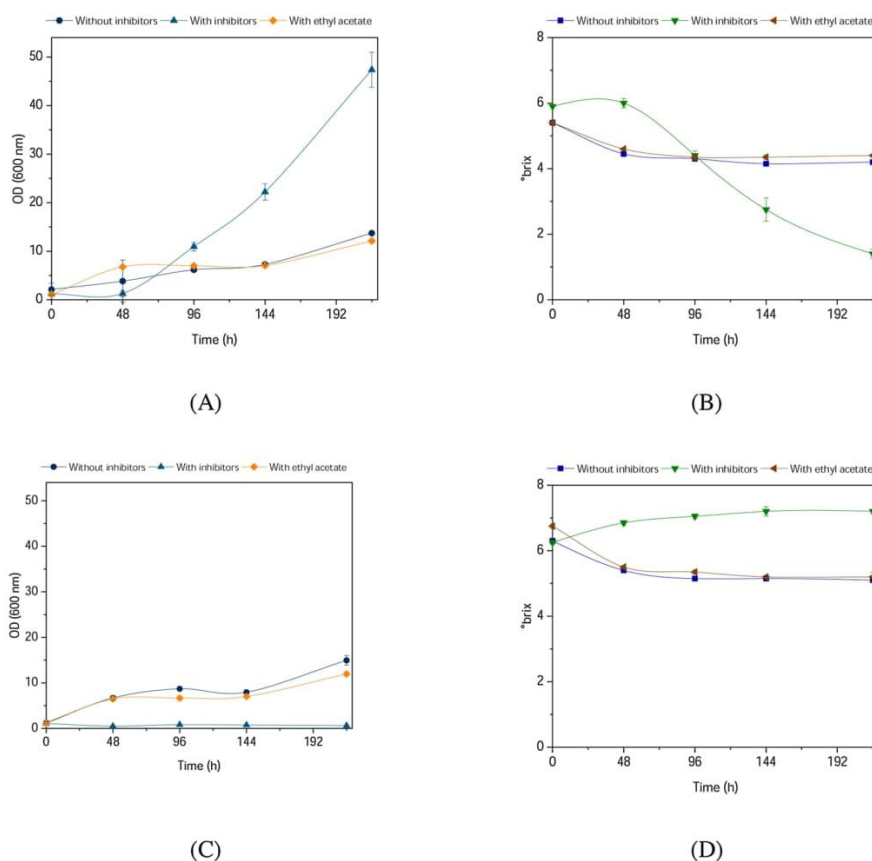 Without inhibitors With inhibitors With ethyl acetate
50
40
30
20
10
0
OD (600 nm)
0 48 96 144 192
Time (h)
(A)
Without inhibitors With inhibitors With ethyl acetate
8
6
4
2
0
°brix
0 48 96 144 192
Time (h)
(B)
Without inhibitors With inhibitors With ethyl acetate
50
40
30
20
10
0
OD (600 nm)
0 48 96 144 192
Time (h)
(C)
Without inhibitors With inhibitors With ethyl acetate
8
6
4
2
0
°brix
0 48 96 144 192
Time (h)
(D)